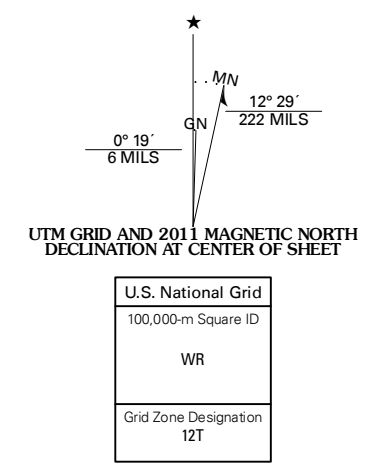 ★
MN
GN
12° 29´
222 MILS
0° 19´
6 MILS
UTM GRID AND 2011 MAGNETIC NORTH
DECLINATION AT CENTER OF SHEET
U.S. National Grid
100,000-m Square ID
WR
Grid Zone Designation
12T